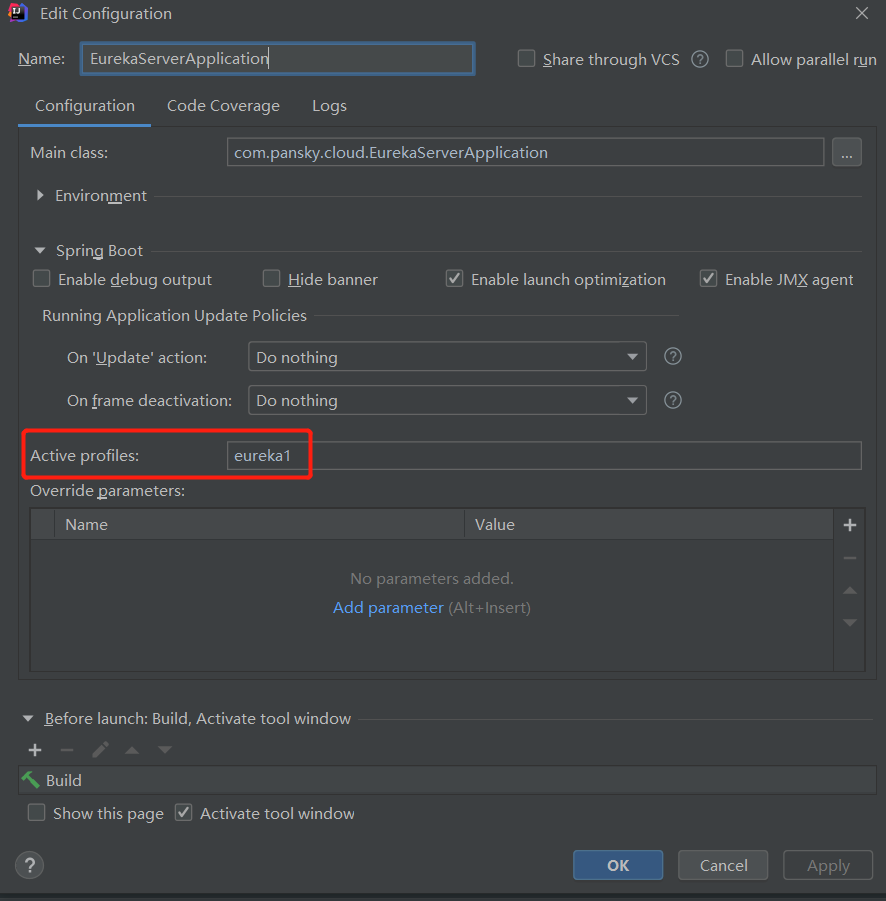 Edit Configuration
Name: EurekaServerApplication Share through VCS ? Allow parallel run
Configuration Code Coverage Logs
Main class: com.pansky.cloud.EurekaServerApplication ...
Environment
Spring Boot
Enable debug output Hide banner Enable launch optimization Enable JMX agent
Running Application Update Policies
On 'Update' action: Do nothing ?
On frame deactivation: Do nothing ?
Active profiles: eureka1
Override parameters:
Name Value
No parameters added.
Add parameter (Alt+Insert)
Before launch: Build, Activate tool window
Build
Show this page Activate tool window
? OK Cancel Apply